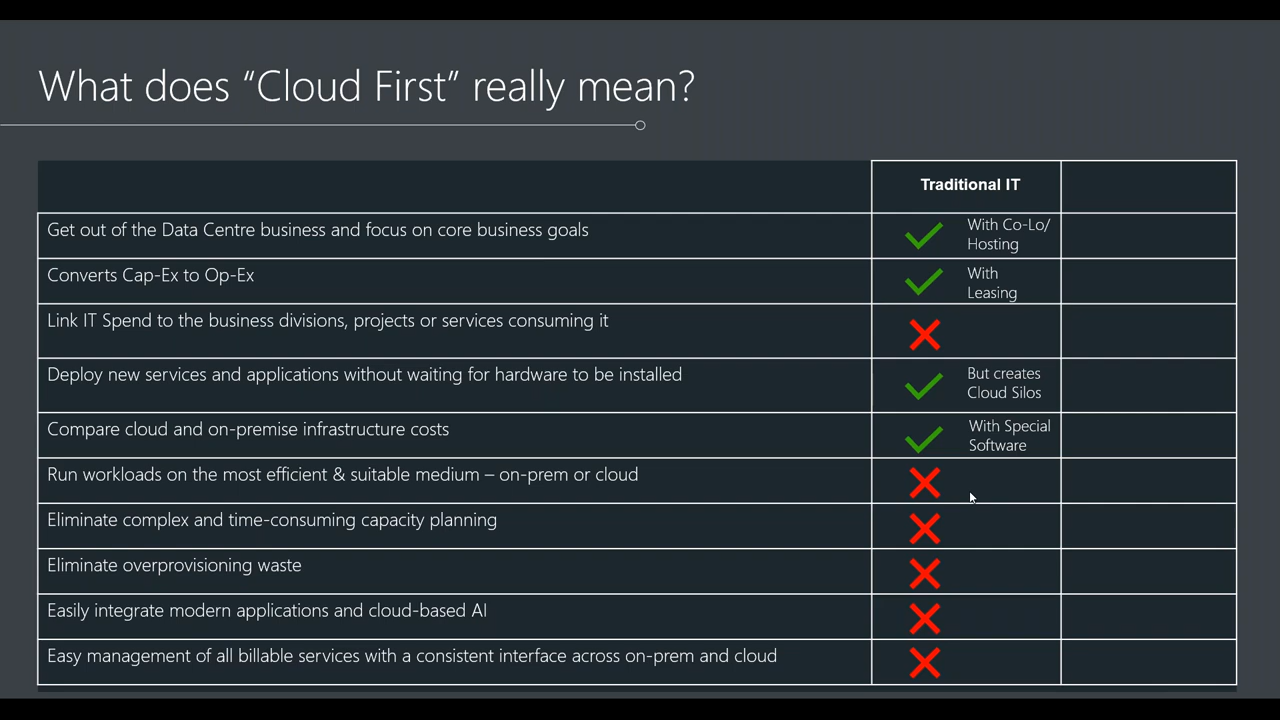 What does “Cloud First” really mean?
Traditional IT
Get out of the Data Centre business and focus on core business goals
With Co-Lo/
Hosting
Converts Cap-Ex to Op-Ex
With
Leasing
Link IT Spend to the business divisions, projects or services consuming it
Deploy new services and applications without waiting for hardware to be installed
But creates
Cloud Silos
Compare cloud and on-premise infrastructure costs
With Special
Software
Run workloads on the most efficient & suitable medium – on-prem or cloud
Eliminate complex and time-consuming capacity planning
Eliminate overprovisioning waste
Easily integrate modern applications and cloud-based AI
Easy management of all billable services with a consistent interface across on-prem and cloud